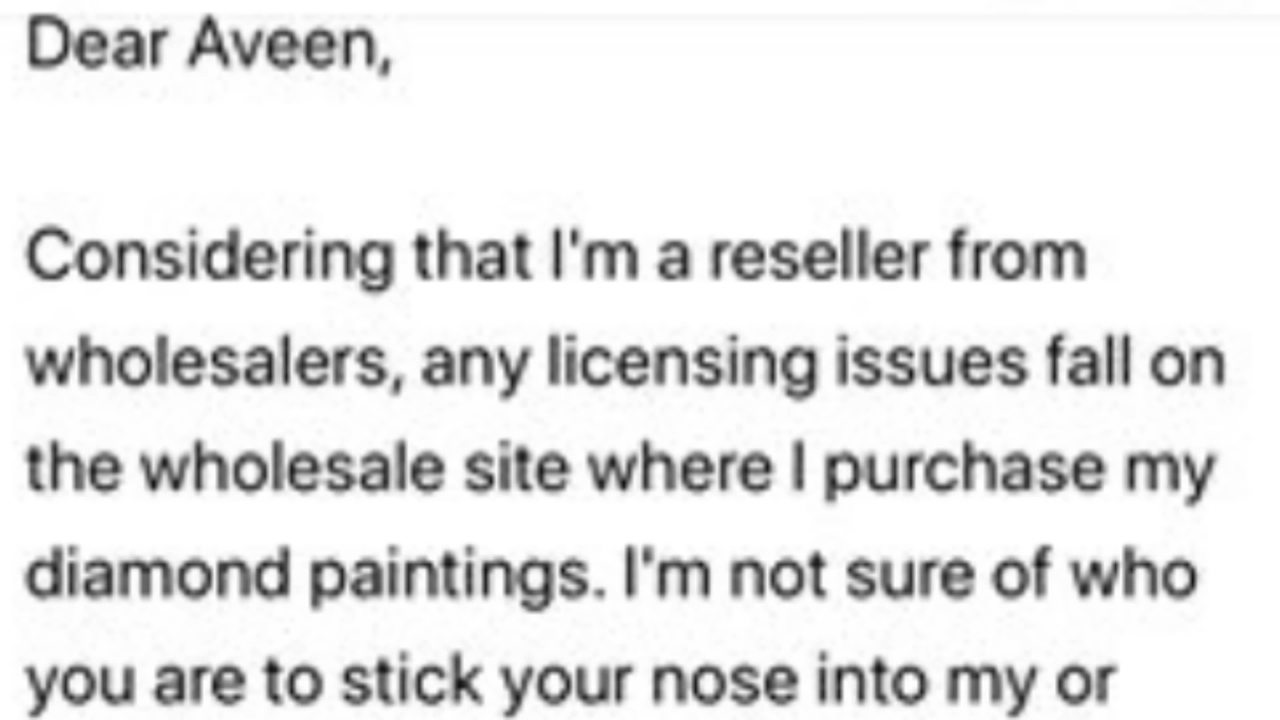 Dear Aveen,
Considering that I'm a reseller from
wholesalers, any licensing issues fall on
the wholesale site where I purchase my
diamond paintings. I'm not sure of who
you are to stick your nose into my or